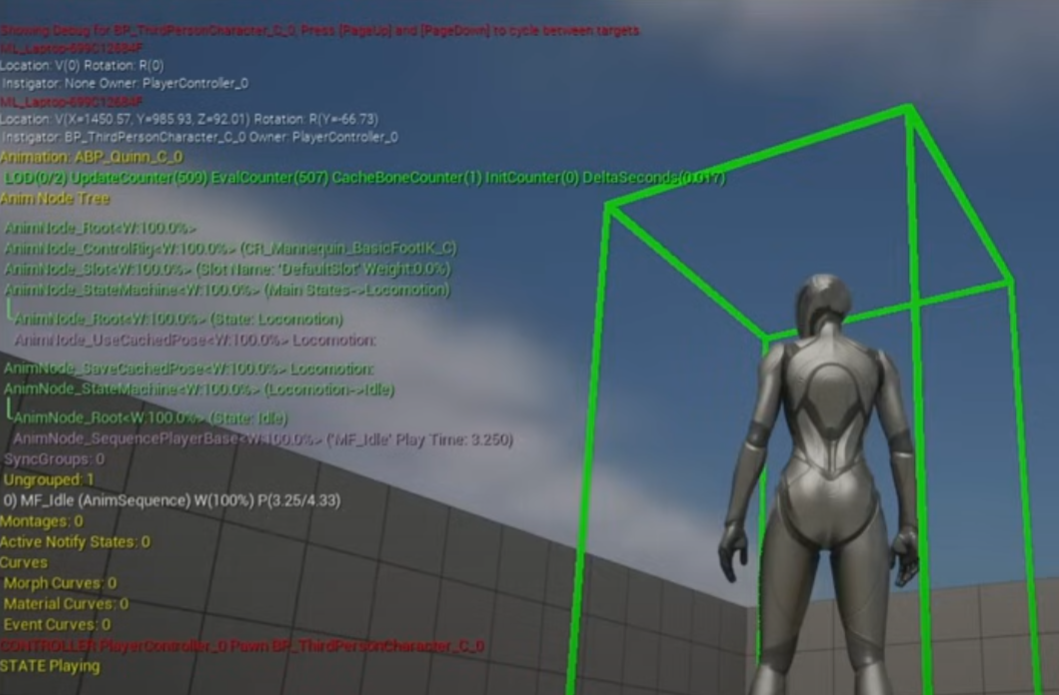 Showing Debug for BP_ThirdPersonCharacter_C_0, Press [PageUp] and [PageDown] to cycle between targets
ML_Laptop-699C12684F
Location: V(0) Rotation: R(0)
Instigator: None Owner: PlayerController_0
ML_Laptop-699C12684F
Location: V(X=1450.57, Y=985.93, Z=92.01) Rotation: R(Y=-66.73)
Instigator: BP_ThirdPersonCharacter_C_0 Owner: PlayerController_0
Animation: ABP_Quinn_C_0
LOD(0/2) UpdateCounter(509) EvalCounter(507) CacheBoneCounter(1) InitCounter(0) DeltaSeconds(0.017)
Anim Node Tree
AnimNode_Root<W:100.0%>
AnimNode_ControlRig<W:100.0%> (CR_Mannequin_BasicFootIK_C)
AnimNode_Slot<W:100.0%> (Slot Name: 'DefaultSlot' Weight:0.0%)
AnimNode_StateMachine<W:100.0%> (Main States->Locomotion)
AnimNode_Root<W:100.0%> (State: Locomotion)
AnimNode_UseCachedPose<W:100.0%> Locomotion:
AnimNode_SaveCachedPose<W:100.0%> Locomotion:
AnimNode_StateMachine<W:100.0%> (Locomotion->Idle)
AnimNode_Root<W:100.0%> (State: Idle)
AnimNode_SequencePlayerBase<W:100.0%> ('MF_Idle' Play Time: 3.250)
SyncGroups: 0
Ungrouped: 1
0) MF_Idle (AnimSequence) W(100%) P(3.25/4.33)
Montages: 0
Active Notify States: 0
Curves
Morph Curves: 0
Material Curves: 0
Event Curves: 0
CONTROLLER PlayerController_0 Pawn BP_ThirdPersonCharacter_C_0
STATE Playing